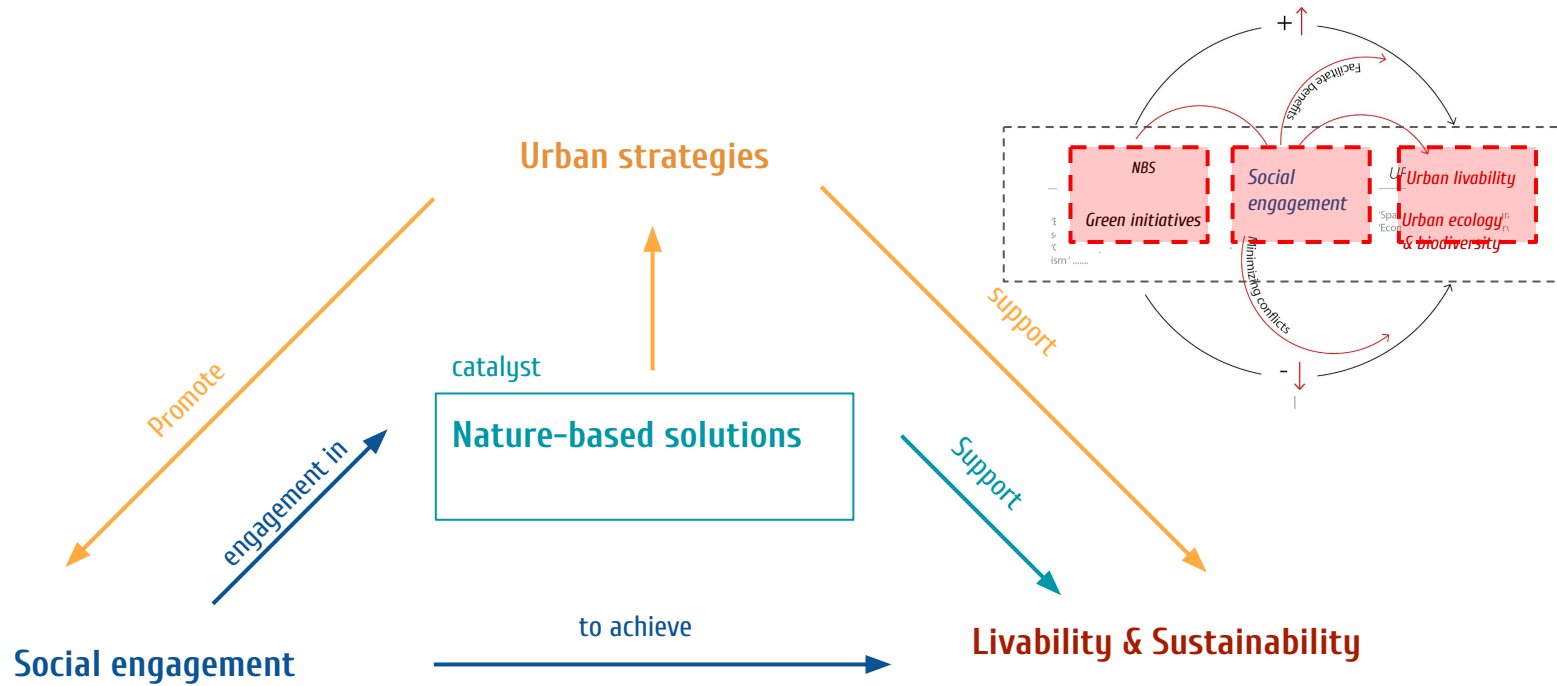 +
Facilitate benefits
Urban strategies
NBS
Green initiatives
Social
engagement
Urban livability
Urban ecology
& biodiversity
ism' .......
Minimizing conflicts
-
Promote
support
catalyst
Nature-based solutions
engagement in
Support
to achieve
Social engagement
Livability & Sustainability